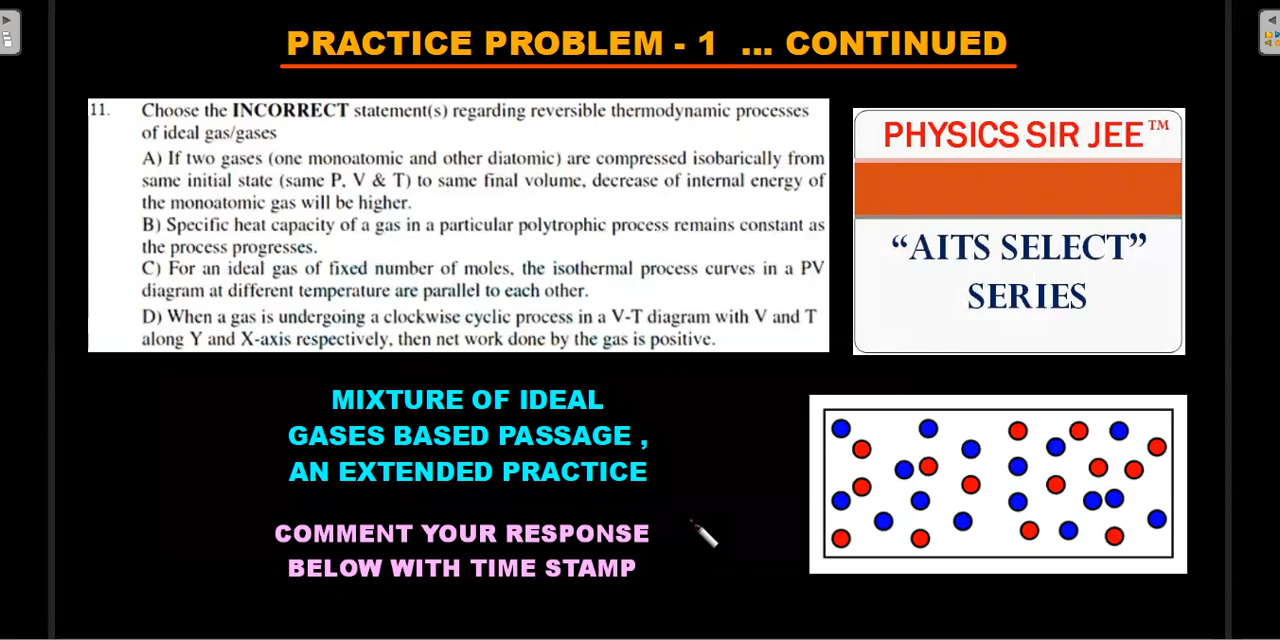 PRACTICE PROBLEM - 1 ... CONTINUED
11. Choose the INCORRECT statement(s) regarding reversible thermodynamic processes
of ideal gas/gases
A) If two gases (one monoatomic and other diatomic) are compressed isobarically from
same initial state (same P, V & T) to same final volume, decrease of internal energy of
the monoatomic gas will be higher.
B) Specific heat capacity of a gas in a particular polytrophic process remains constant as
the process progresses.
C) For an ideal gas of fixed number of moles, the isothermal process curves in a PV
diagram at different temperature are parallel to each other.
D) When a gas is undergoing a clockwise cyclic process in a V-T diagram with V and T
along Y and X-axis respectively, then net work done by the gas is positive.
PHYSICS SIR JEE™
“AITS SELECT”
SERIES
MIXTURE OF IDEAL
GASES BASED PASSAGE ,
AN EXTENDED PRACTICE
COMMENT YOUR RESPONSE
BELOW WITH TIME STAMP